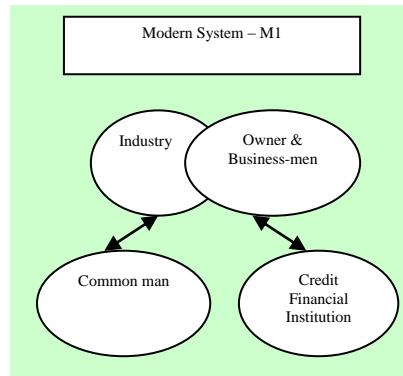 Modern System – M1
Industry
Owner &
Business-men
Common man
Credit
Financial
Institution